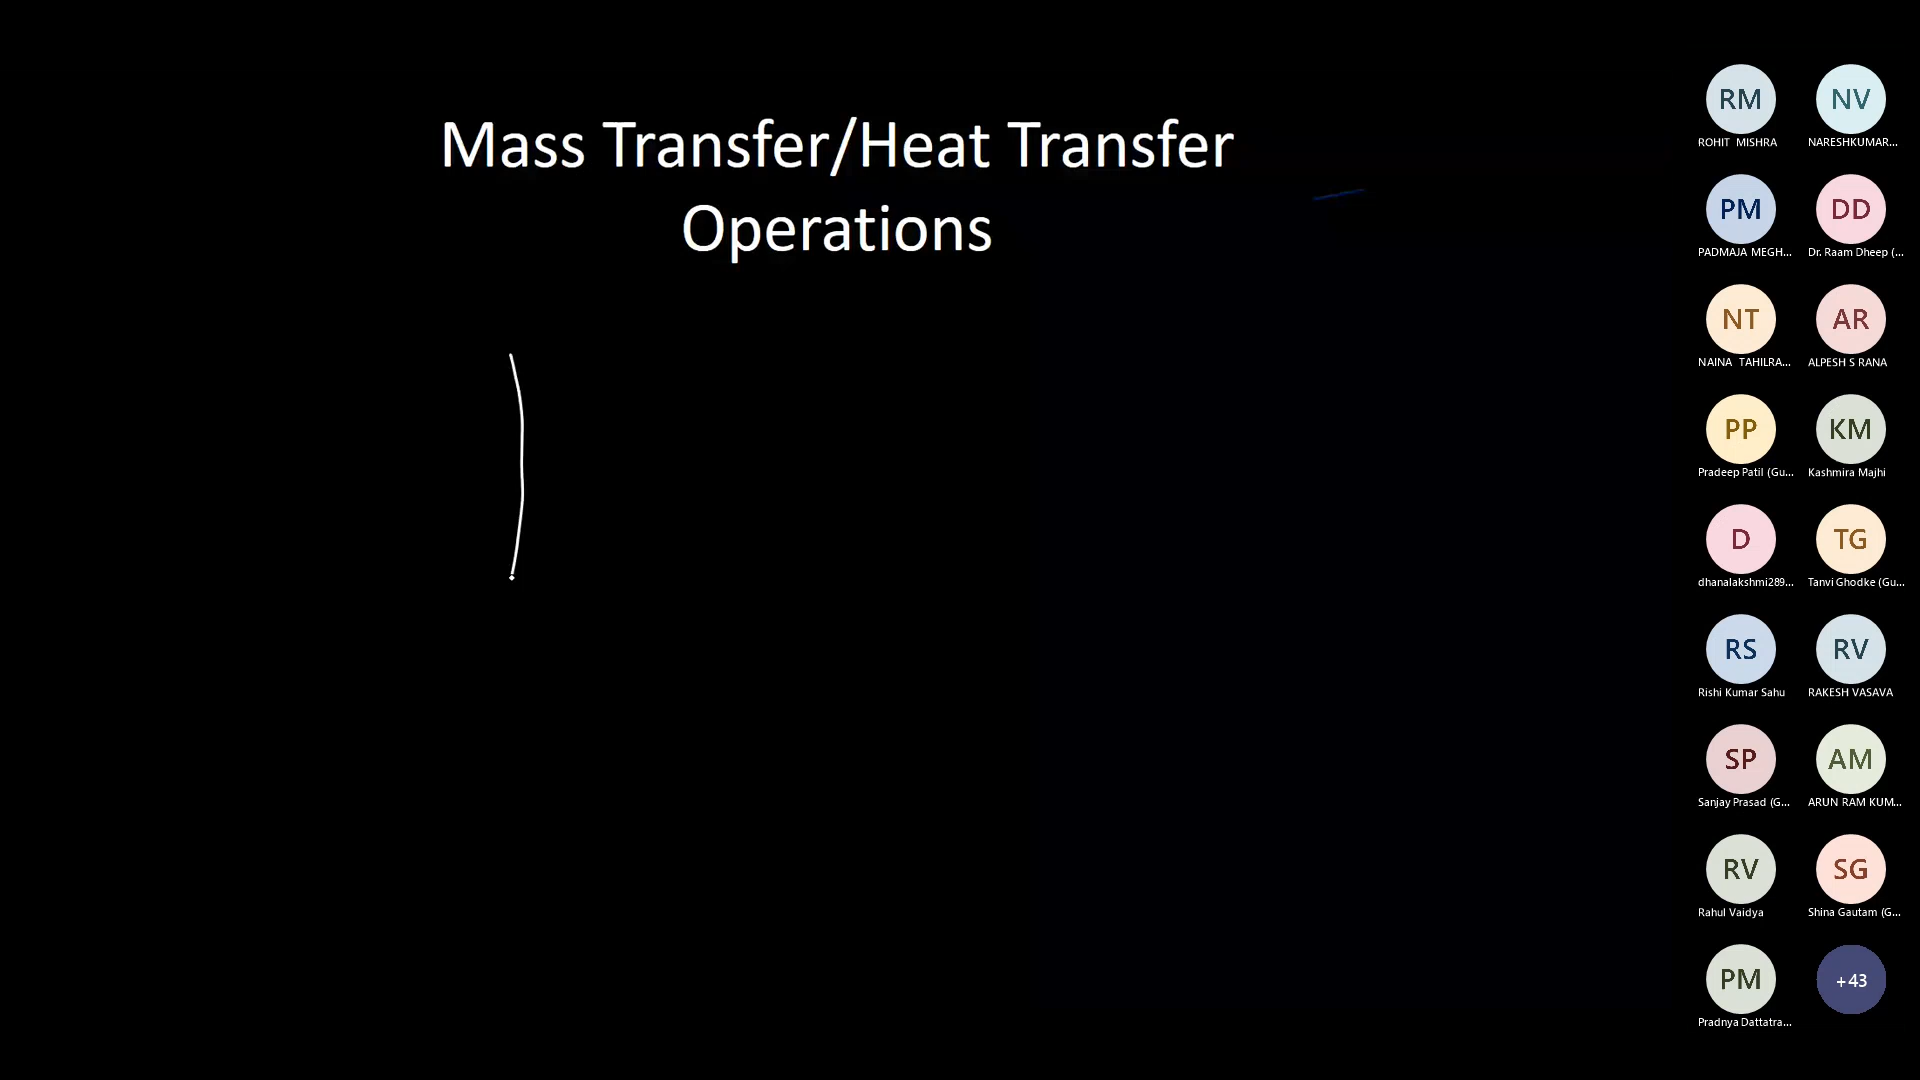 Mass Transfer/Heat Transfer
Operations
RM
ROHIT MISHRA
NV
NARESHKUMAR...
PM
PADMAJA MEGH...
DD
Dr. Raam Dheep (...
NT
NAINA TAHILRA...
AR
ALPESH S RANA
PP
Pradeep Patil (Gu...
KM
Kashmira Majhi
D
dhanalakshmi289...
TG
Tanvi Ghodke (Gu...
RS
Rishi Kumar Sahu
RV
RAKESH VASAVA
SP
Sanjay Prasad (G...
AM
ARUN RAM KUM...
RV
Rahul Vaidya
SG
Shina Gautam (G...
PM
Pradnya Dattatra...
+43